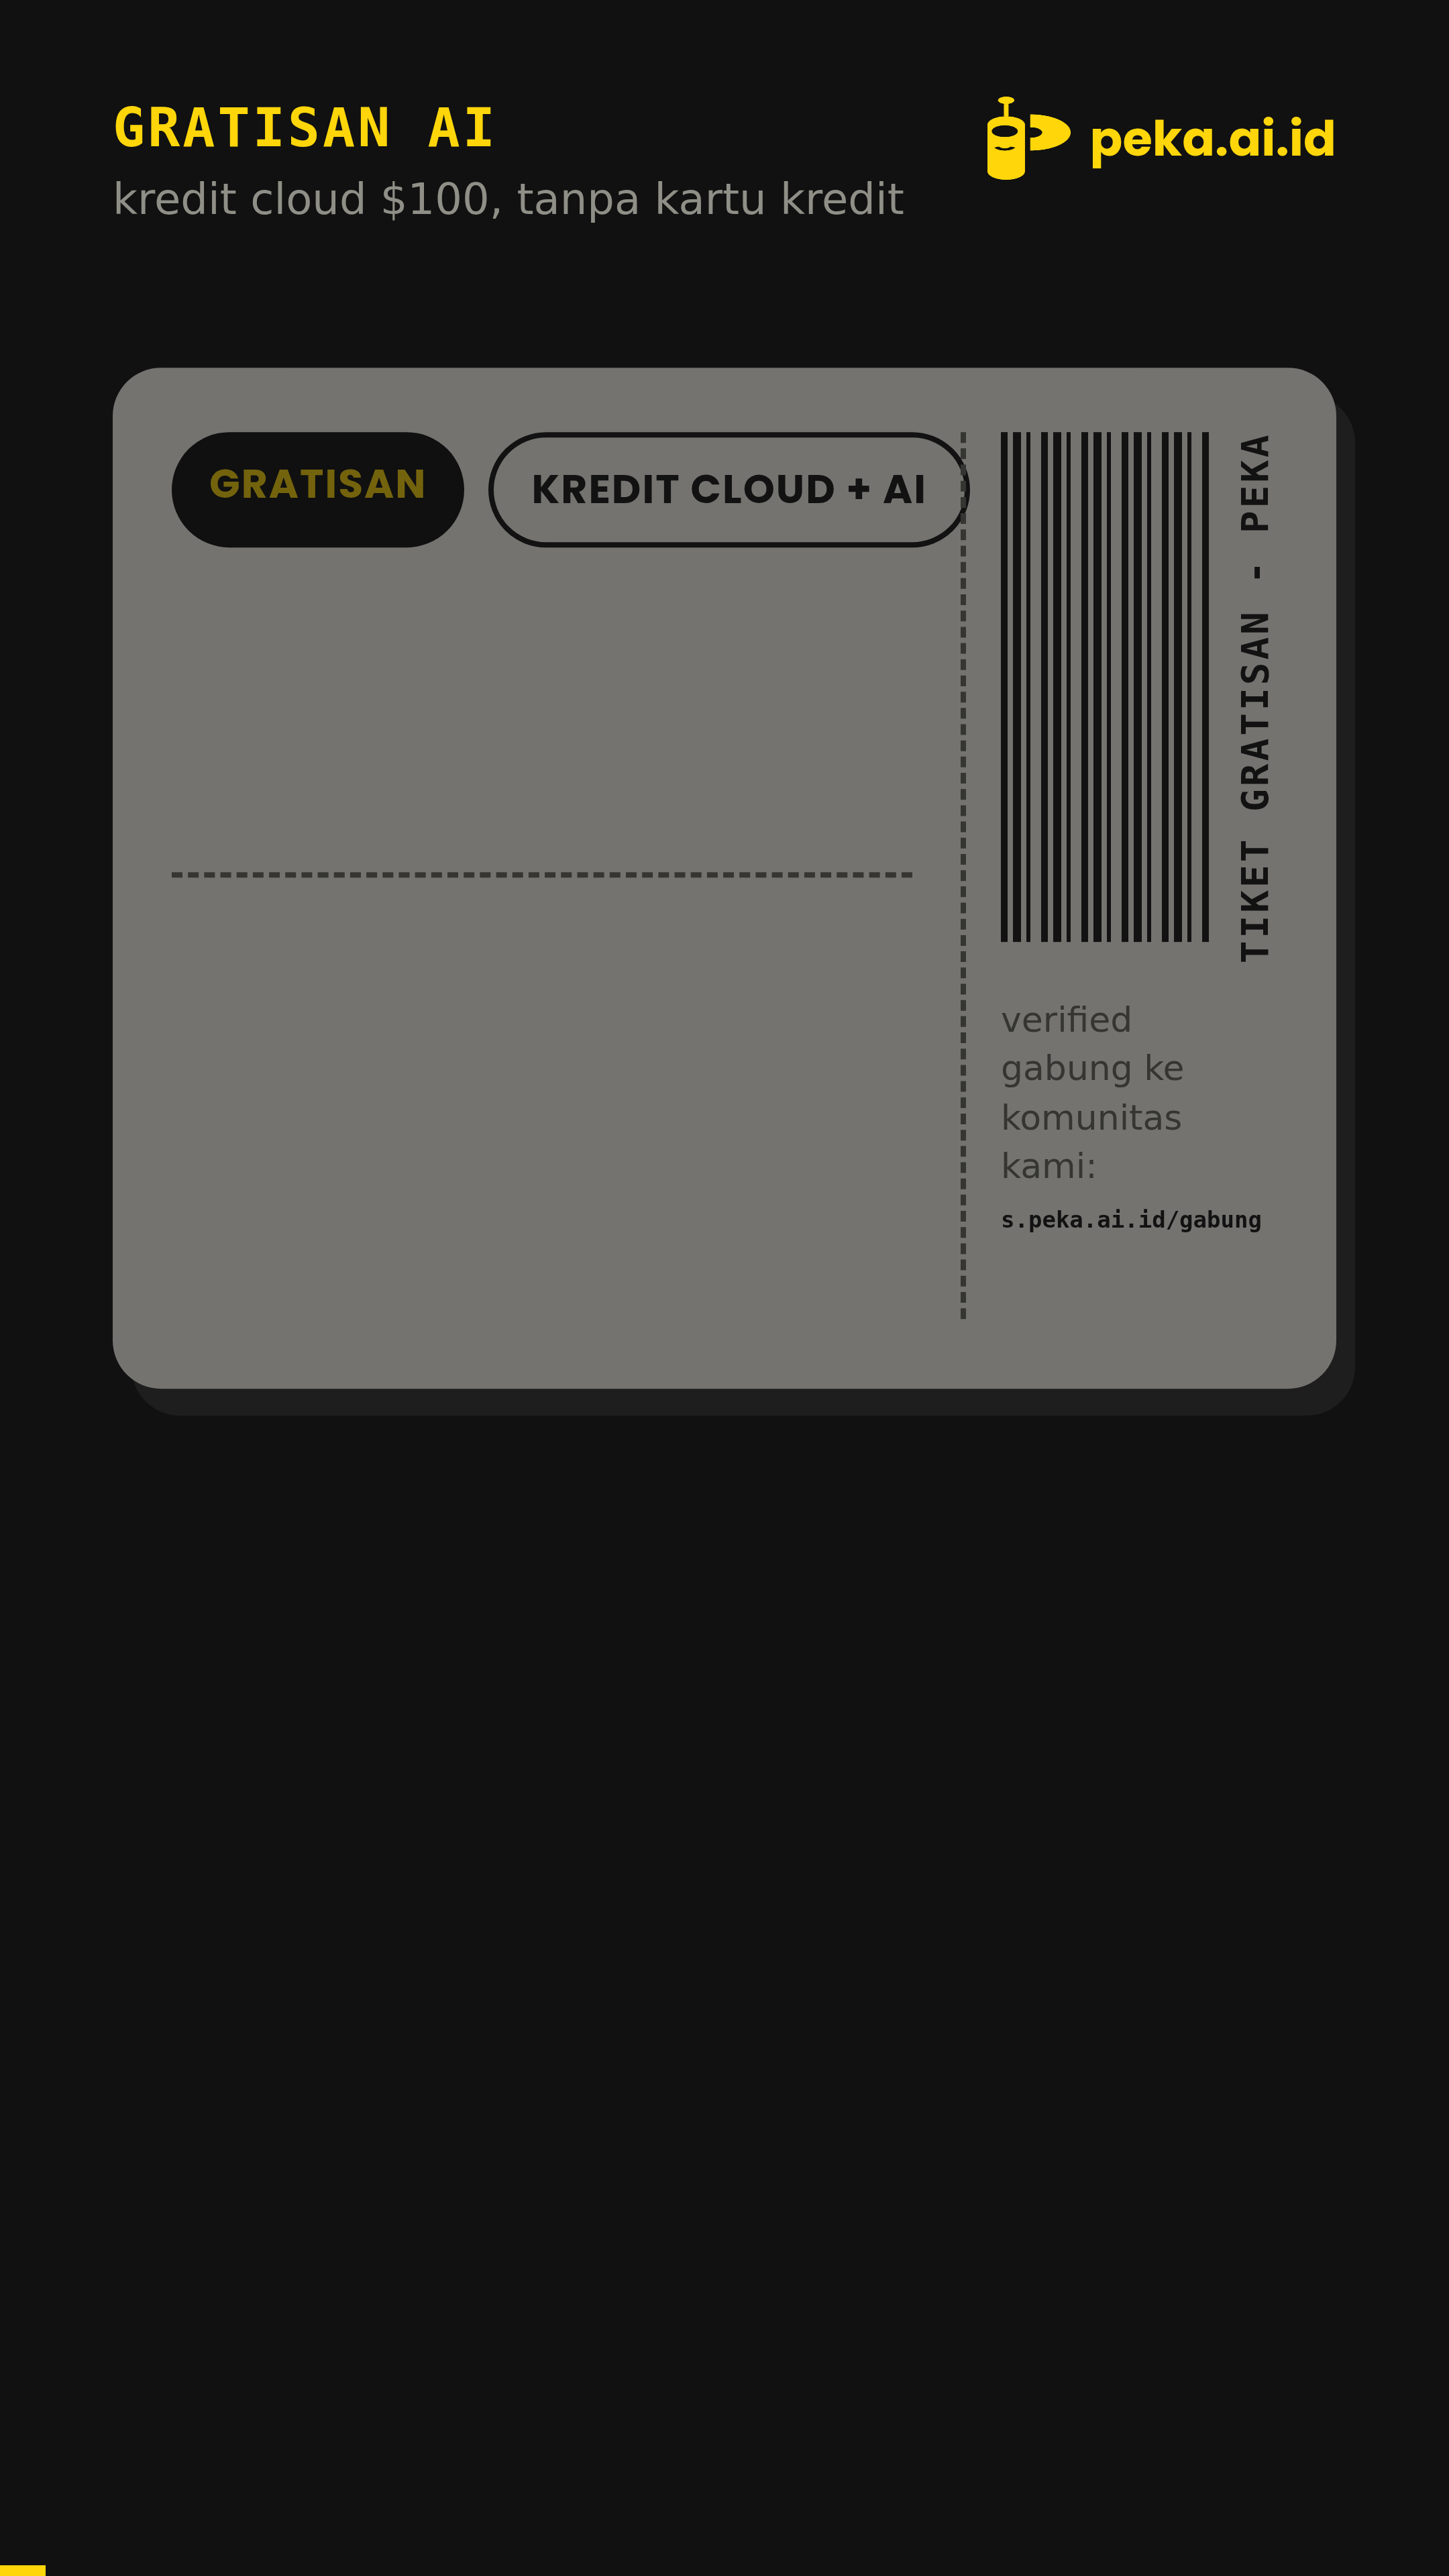 GRATISAN AI
kredit cloud $100, tanpa kartu kredit
peka.ai.id
GRATISAN
KREDIT CLOUD + AI
TIKET GRATISAN - PEKA
verified
gabung ke
komunitas
kami:
s.peka.ai.id/gabung